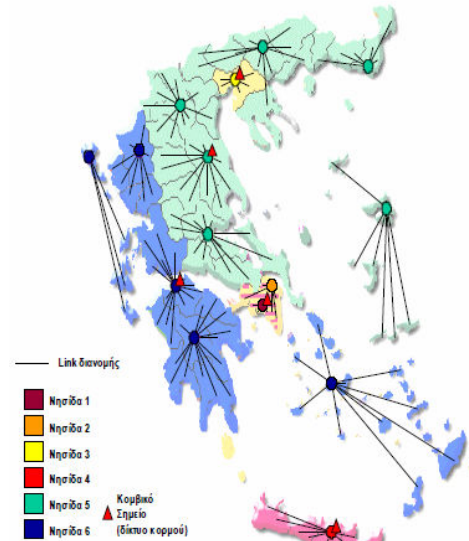 Link διανομής
Νησίδα 1
Νησίδα 2
Νησίδα 3
Νησίδα 4
Νησίδα 5
Νησίδα 6
Κομβικό
Σημείο
(δίκτυο κορμού)